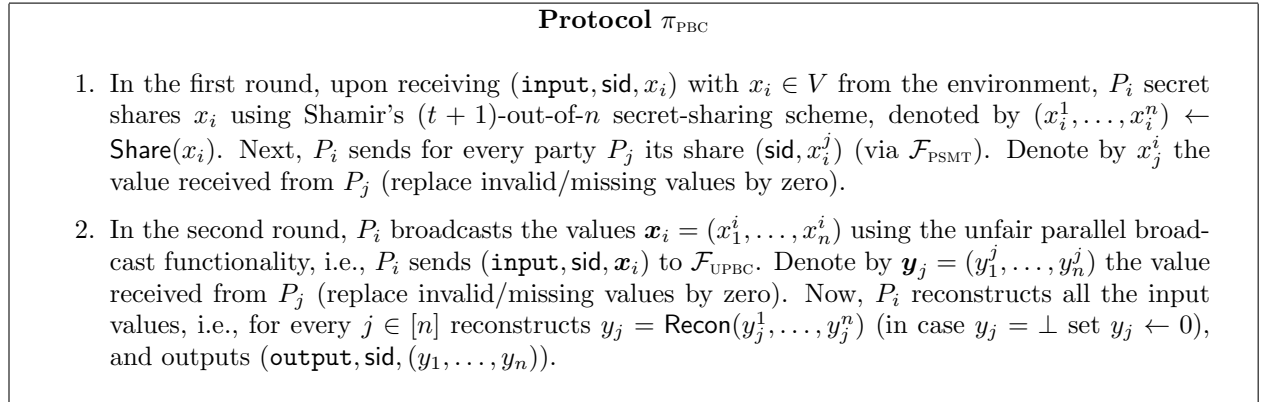 Protocol π_PBC
1. In the first round, upon receiving (input, sid, x_i) with x_i ∈ V from the environment, P_i secret
shares x_i using Shamir's (t + 1)-out-of-n secret-sharing scheme, denoted by (x_i^1, . . . , x_i^n) ←
Share(x_i). Next, P_i sends for every party P_j its share (sid, x_i^j) (via F_PSMT). Denote by x_j^i the
value received from P_j (replace invalid/missing values by zero).
2. In the second round, P_i broadcasts the values x_i = (x_1^i, . . . , x_n^i) using the unfair parallel broad-
cast functionality, i.e., P_i sends (input, sid, x_i) to F_UPBC. Denote by y_j = (y_1^j, . . . , y_n^j) the value
received from P_j (replace invalid/missing values by zero). Now, P_i reconstructs all the input
values, i.e., for every j ∈ [n] reconstructs y_j = Recon(y_j^1, . . . , y_j^n) (in case y_j = ⊥ set y_j ← 0),
and outputs (output, sid, (y_1, . . . , y_n)).